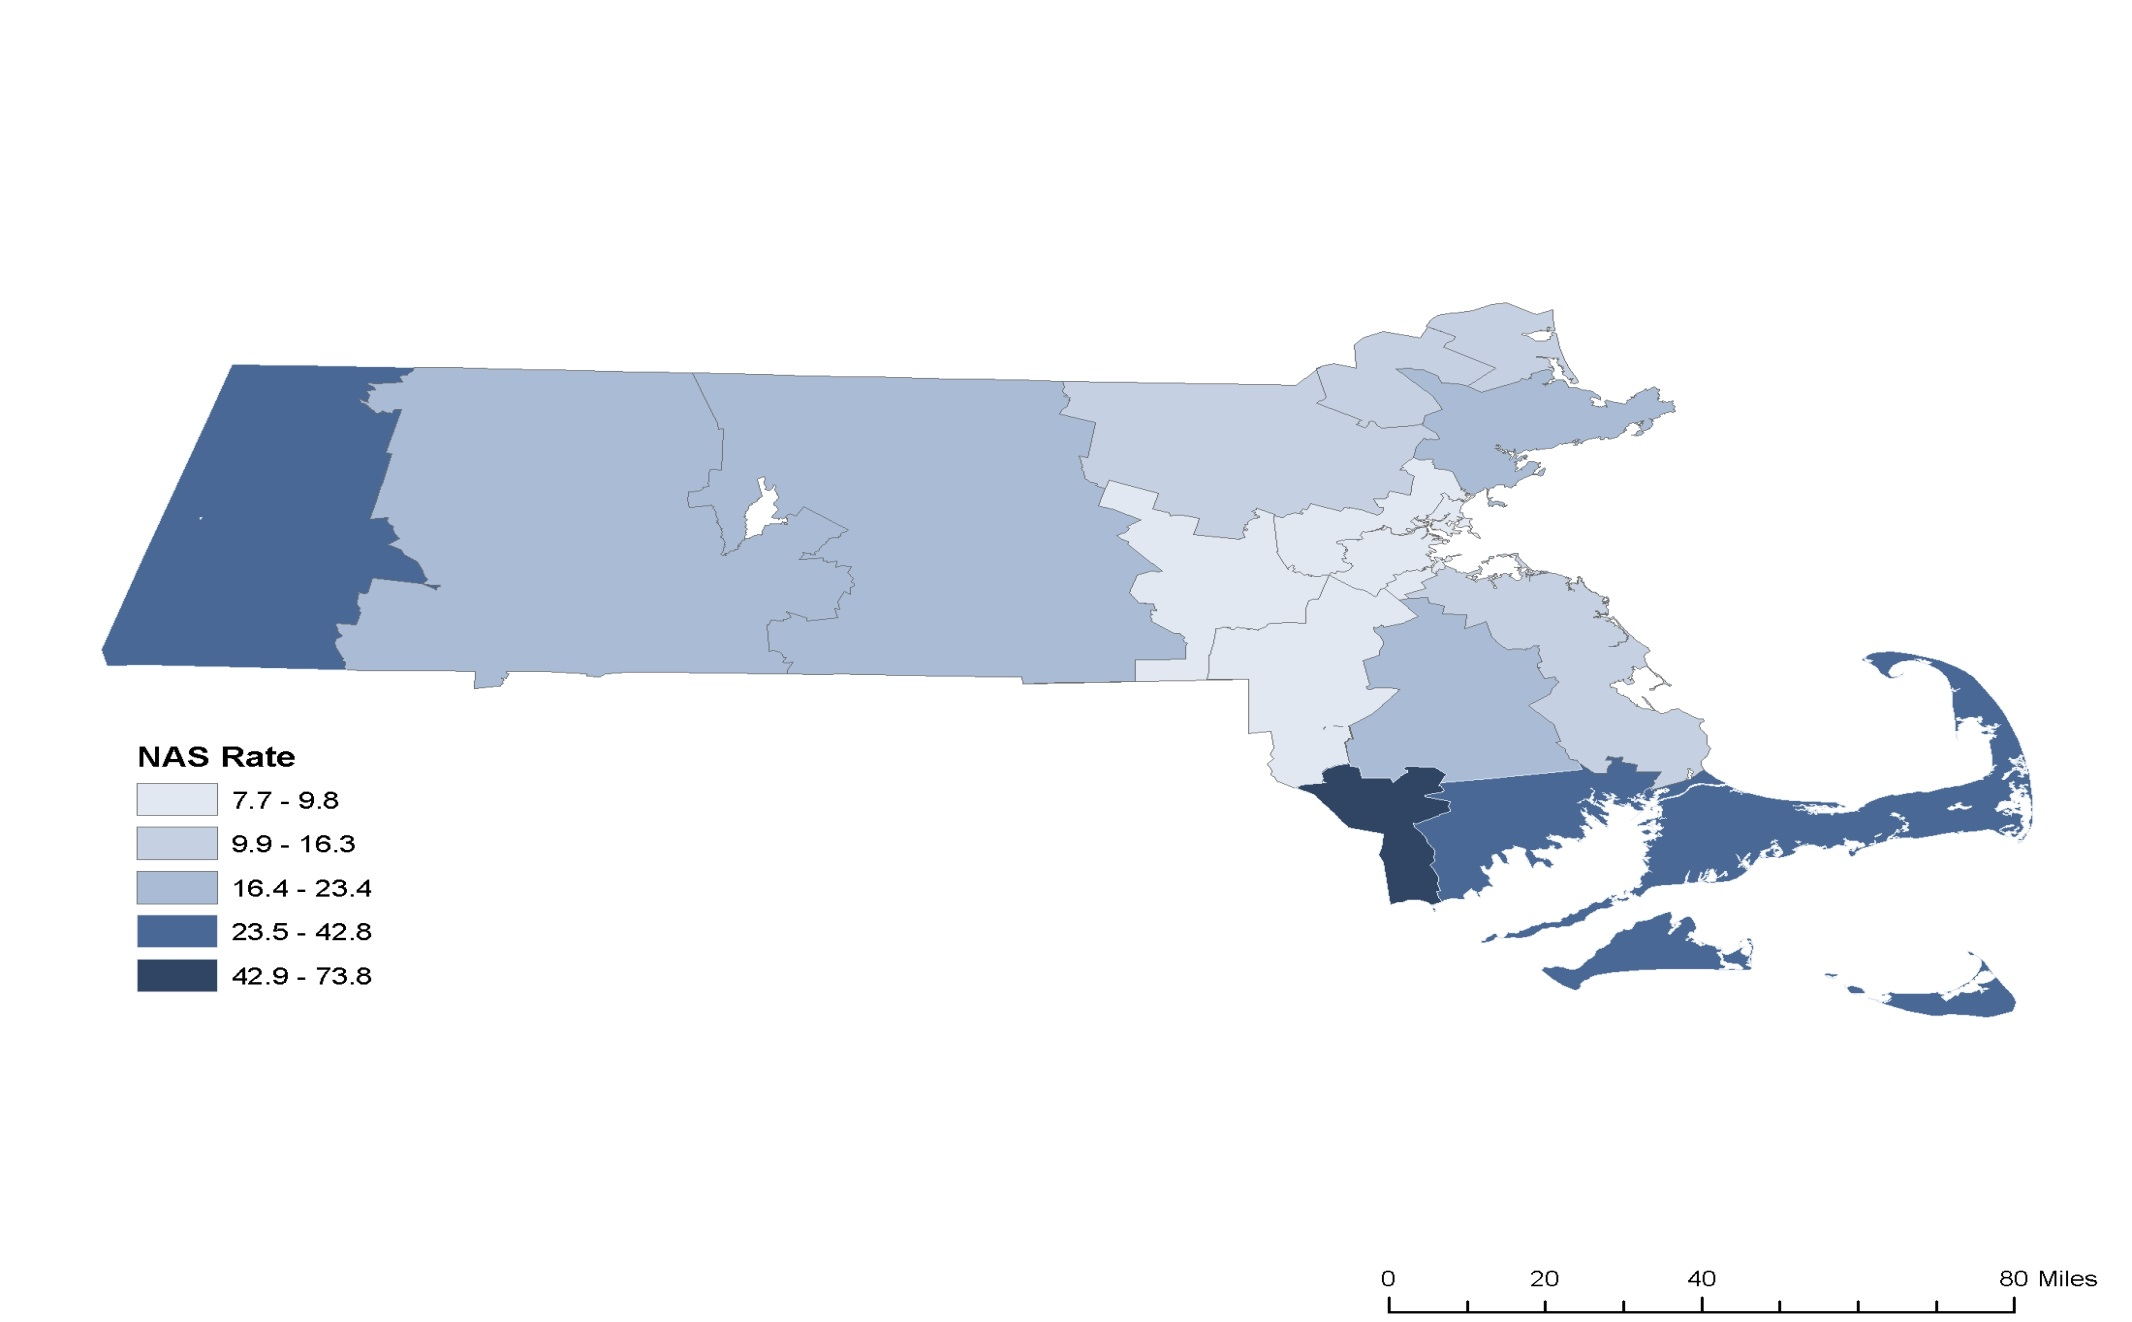 NAS Rate
7.7 - 9.8
9.9 - 16.3
16.4 - 23.4
23.5 - 42.8
42.9 - 73.8
0 20 40 80 Miles